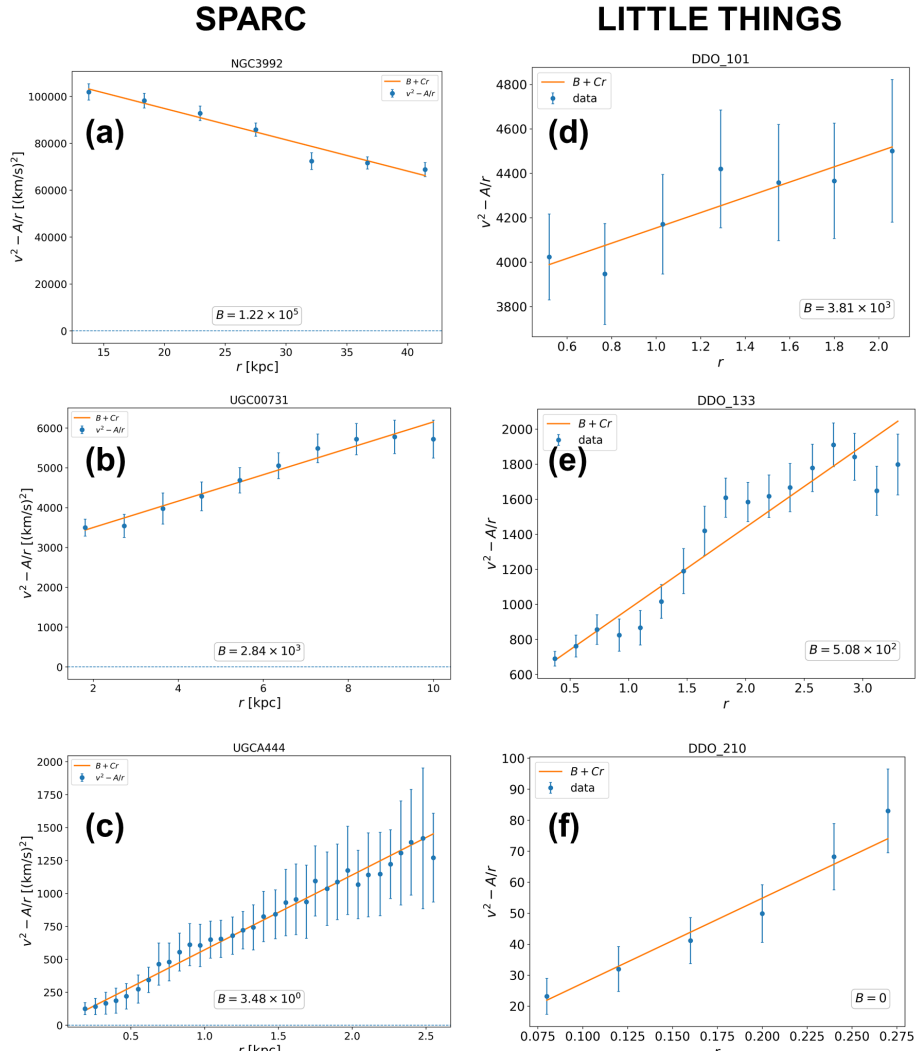 SPARC
LITTLE THINGS
NGC3992
B + Cr
v² − A/r
(a)
100000
80000
60000
40000
20000
0
v² − A/r [(km/s)²]
B = 1.22 × 10⁵
15 20 25 30 35 40
r [kpc]
DDO_101
B + Cr
data
(d)
4800
4600
4400
4200
4000
3800
v² − A/r
B = 3.81 × 10³
0.6 0.8 1.0 1.2 1.4 1.6 1.8 2.0
r
UGC00731
B + Cr
v² − A/r
(b)
6000
5000
4000
3000
2000
1000
0
v² − A/r [(km/s)²]
B = 2.84 × 10³
2 4 6 8 10
r [kpc]
DDO_133
B + Cr
data
(e)
2000
1800
1600
1400
1200
1000
800
600
v² − A/r
B = 5.08 × 10²
0.5 1.0 1.5 2.0 2.5 3.0
r
UGCA444
B + Cr
v² − A/r
(c)
2000
1750
1500
1250
1000
750
500
250
0
v² − A/r [(km/s)²]
B = 3.48 × 10⁰
0.5 1.0 1.5 2.0 2.5
r [kpc]
DDO_210
B + Cr
data
(f)
100
90
80
70
60
50
40
30
20
v² − A/r
B = 0
0.075 0.100 0.125 0.150 0.175 0.200 0.225 0.250 0.275
r